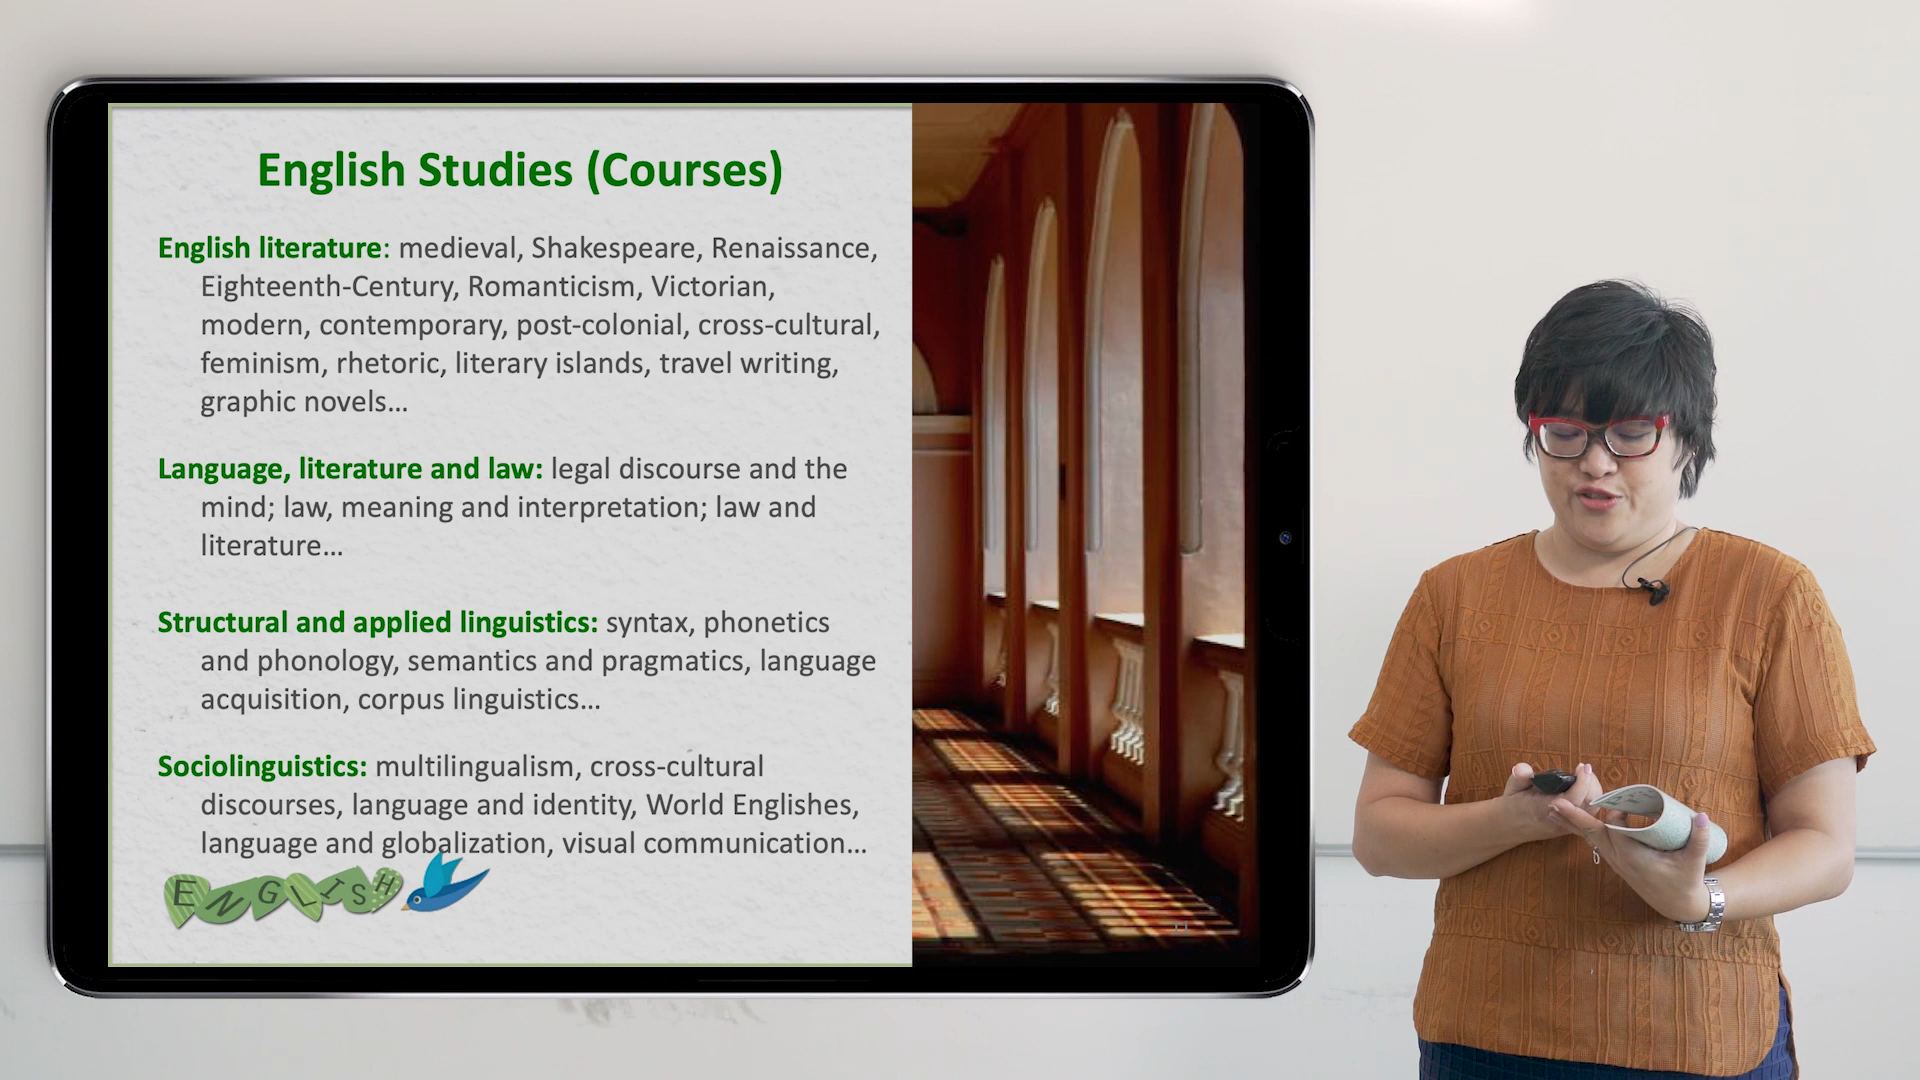 English Studies (Courses)
English literature: medieval, Shakespeare, Renaissance,
Eighteenth-Century, Romanticism, Victorian,
modern, contemporary, post-colonial, cross-cultural,
feminism, rhetoric, literary islands, travel writing,
graphic novels…
Language, literature and law: legal discourse and the
mind; law, meaning and interpretation; law and
literature…
Structural and applied linguistics: syntax, phonetics
and phonology, semantics and pragmatics, language
acquisition, corpus linguistics…
Sociolinguistics: multilingualism, cross-cultural
discourses, language and identity, World Englishes,
language and globalization, visual communication…
ENGLISH